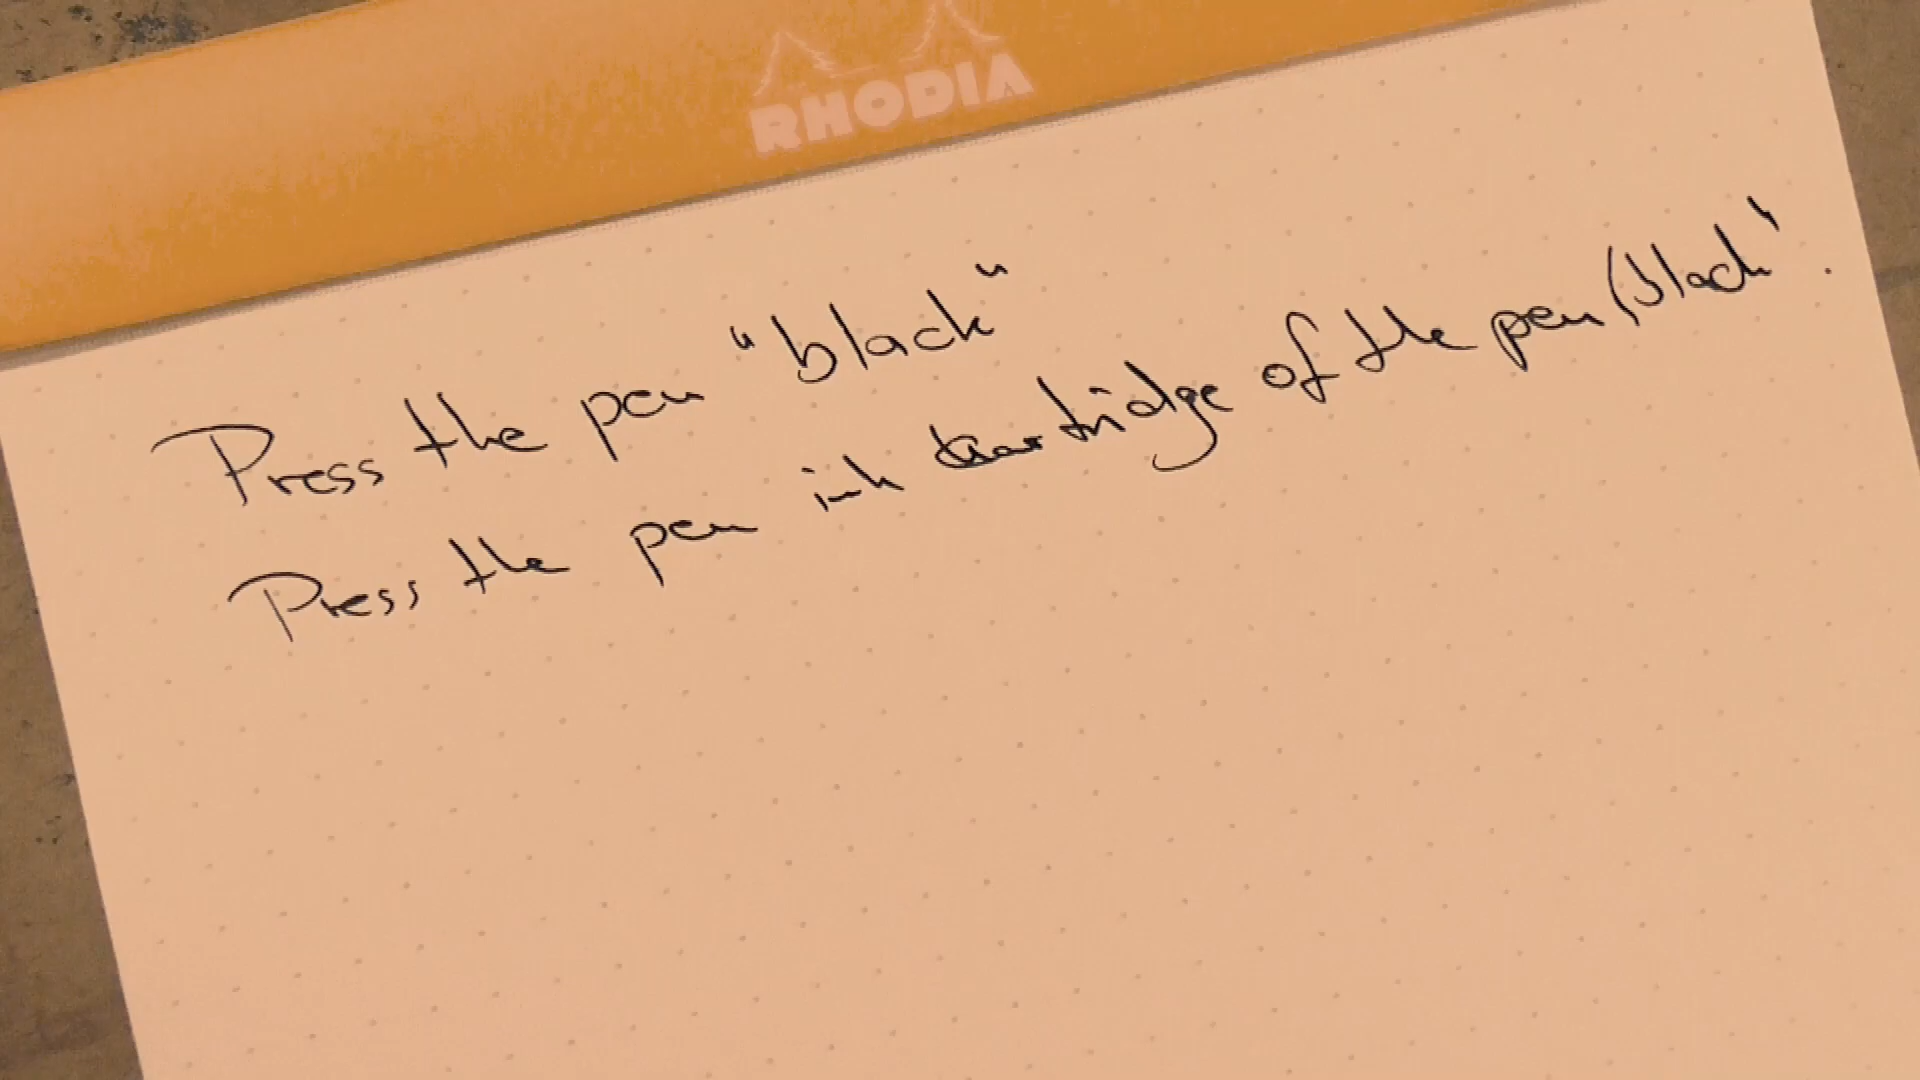 RHODIA
Press the pen "black"
Press the pen ink cartridge of the pen "black".